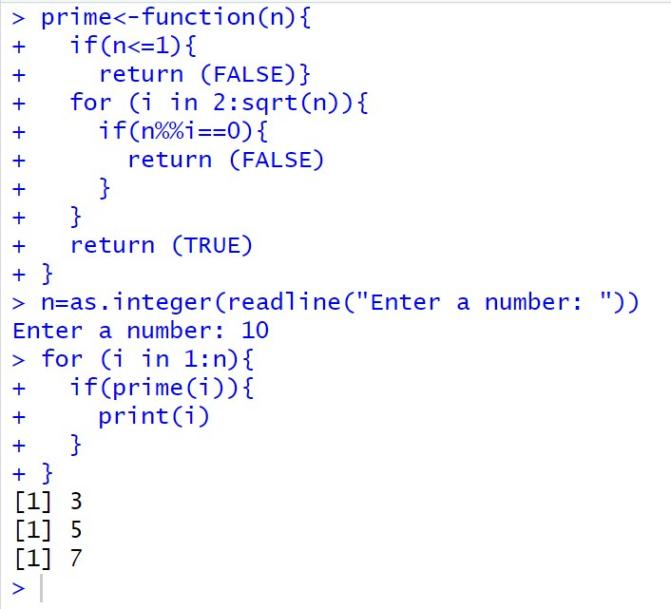 > prime<-function(n){
+   if(n<=1){
+     return (FALSE)}
+   for (i in 2:sqrt(n)){
+     if(n%%i==0){
+       return (FALSE)
+     }
+   }
+   return (TRUE)
+ }
> n=as.integer(readline("Enter a number: "))
Enter a number: 10
> for (i in 1:n){
+   if(prime(i)){
+     print(i)
+   }
+ }
[1] 3
[1] 5
[1] 7
>